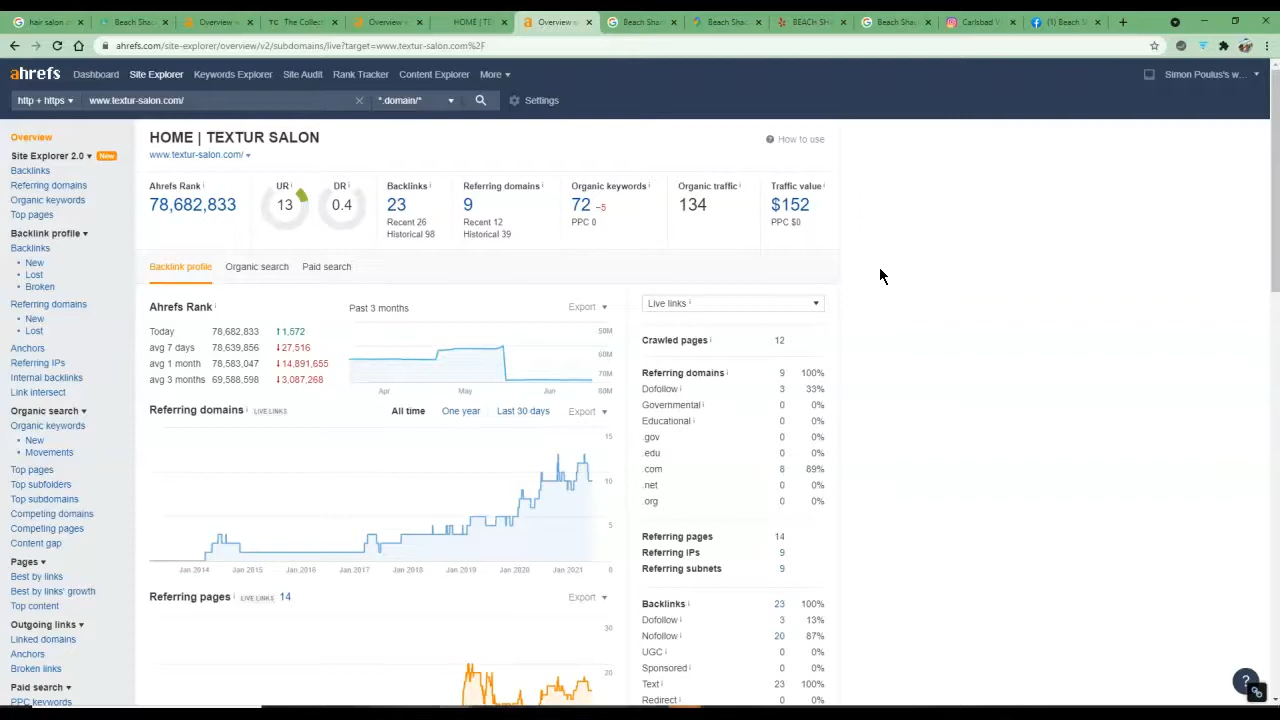 hair salon
Beach Shac
Overview
TC The Collect
Overview
HOME | TE
Overview
Google Beach Sha
Beach Shac
BEACH SHA
Beach Sha
Carlsbad V
(1) Beach S
ahrefs.com/site-explorer/overview/v2/subdomains/live?target=www.textur-salon.com%2F
ahrefs Dashboard Site Explorer Keywords Explorer Site Audit Rank Tracker Content Explorer More Simon Poulus's w...
http + https www.textur-salon.com/ *.domain/* Settings
Overview
Site Explorer 2.0 New
Backlinks
Referring domains
Organic keywords
Top pages
Backlink profile
Backlinks
New
Lost
Broken
Referring domains
New
Lost
Anchors
Referring IPs
Internal backlinks
Link intersect
Organic search
Organic keywords
New
Movements
Top pages
Top subfolders
Top subdomains
Competing domains
Competing pages
Content gap
Pages
Best by links
Best by links' growth
Top content
Outgoing links
Linked domains
Anchors
Broken links
Paid search
PPC keywords
HOME | TEXTUR SALON
How to use
www.textur-salon.com/
Ahrefs Rank UR DR Backlinks Referring domains Organic keywords Organic traffic Traffic value
78,682,833 13 0.4 23 9 72 –5 134 $152
Recent 26 Recent 12 PPC 0 PPC $0
Historical 98 Historical 39
Backlink profile Organic search Paid search
Ahrefs Rank Past 3 months Export
Today 78,682,833 ↑1,572
avg 7 days 78,639,856 ↓27,516
avg 1 month 78,583,047 ↓14,891,655
avg 3 months 69,588,598 ↓3,087,268
50M
60M
70M
Apr May Jun
Referring domains LIVE LINKS All time One year Last 30 days Export
15
10
5
0
Jan 2014 Jan 2015 Jan 2016 Jan 2017 Jan 2018 Jan 2019 Jan 2020 Jan 2021
Referring pages LIVE LINKS 14 Export
30
20
Live links
Crawled pages 12
Referring domains 9 100%
Dofollow 3 33%
Governmental 0 0%
Educational 0 0%
.gov 0 0%
.edu 0 0%
.com 8 89%
.net 0 0%
.org 0 0%
Referring pages 14
Referring IPs 9
Referring subnets 9
Backlinks 23 100%
Dofollow 3 13%
Nofollow 20 87%
UGC 0 0%
Sponsored 0 0%
Text 23 100%
Redirect 0 0%
?